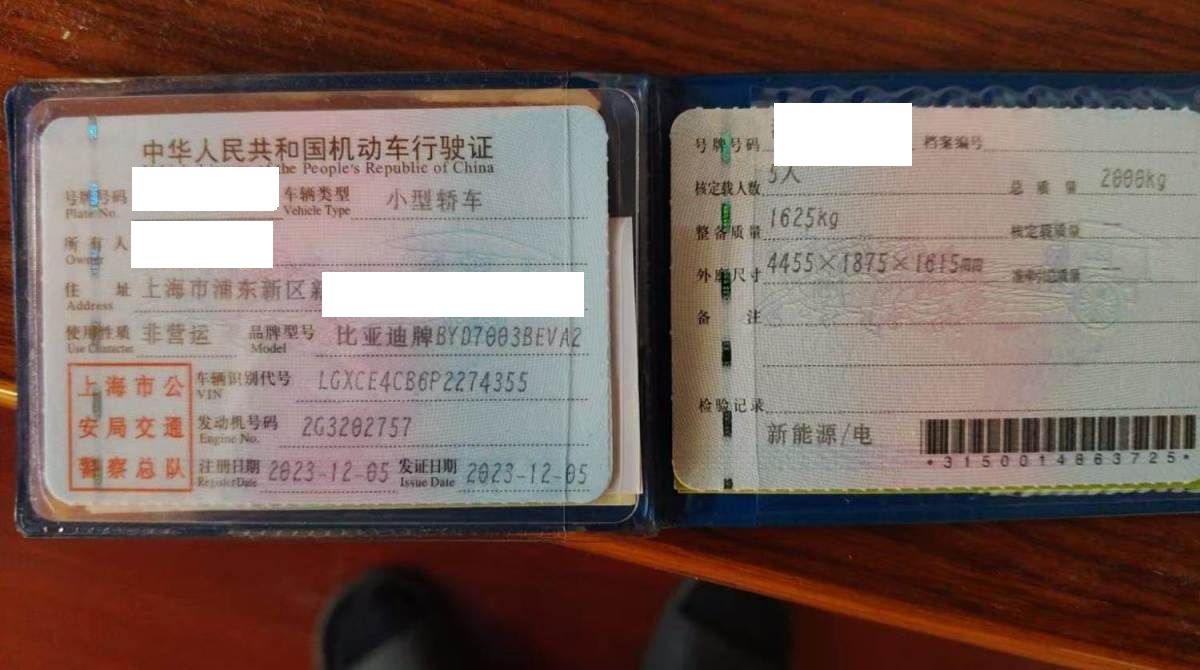 中华人民共和国机动车行驶证
the People's Republic of China
号牌号码 车辆类型 小型轿车
Plate No. Vehicle Type
所有人
Owner
住址 上海市浦东新区
Address
使用性质 非营运 品牌型号 比亚迪牌BYD7003BEVA2
Use Character Model
上海市公安局交通警察总队
车辆识别代号 LGXCE4CB6P2274355
VIN
发动机号码 2G3202757
Engine No.
注册日期 2023-12-05 发证日期 2023-12-05
Register Date Issue Date
号牌号码 档案编号
核定载人数 5人 总质量 2000kg
整备质量 1625kg 核定载质量 —
外廓尺寸 4455×1875×1615mm 准牵引总质量 —
备注
检验记录
新能源/电
*3150014863725*